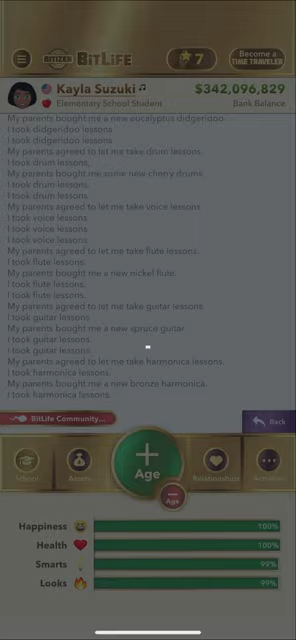 BITIZEN BITLIFE
7
Become a
TIME TRAVELER
Kayla Suzuki
$342,096,829
Elementary School Student
Bank Balance
My parents bought me a new eucalyptus didgeridoo.
I took didgeridoo lessons.
I took didgeridoo lessons.
My parents agreed to let me take drum lessons.
I took drum lessons.
My parents bought me some new cherry drums.
I took drum lessons.
I took drum lessons.
My parents agreed to let me take voice lessons.
I took voice lessons.
I took voice lessons.
I took voice lessons.
My parents agreed to let me take flute lessons.
I took flute lessons.
My parents bought me a new nickel flute.
I took flute lessons.
I took flute lessons.
My parents agreed to let me take guitar lessons.
I took guitar lessons.
My parents bought me a new spruce guitar.
I took guitar lessons.
I took guitar lessons.
My parents agreed to let me take harmonica lessons.
I took harmonica lessons.
My parents bought me a new bronze harmonica.
I took harmonica lessons.
BitLife Community...
Back
School
Assets
Age
Relationships
Activities
Age
Happiness 100%
Health 100%
Smarts 99%
Looks 99%